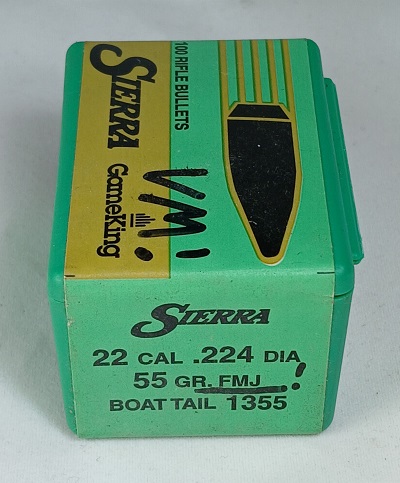 100 RIFLE BULLETS
SIERRA
GameKing
VM!
SIERRA
22 CAL .224 DIA
55 GR. FMJ !
BOAT TAIL 1355